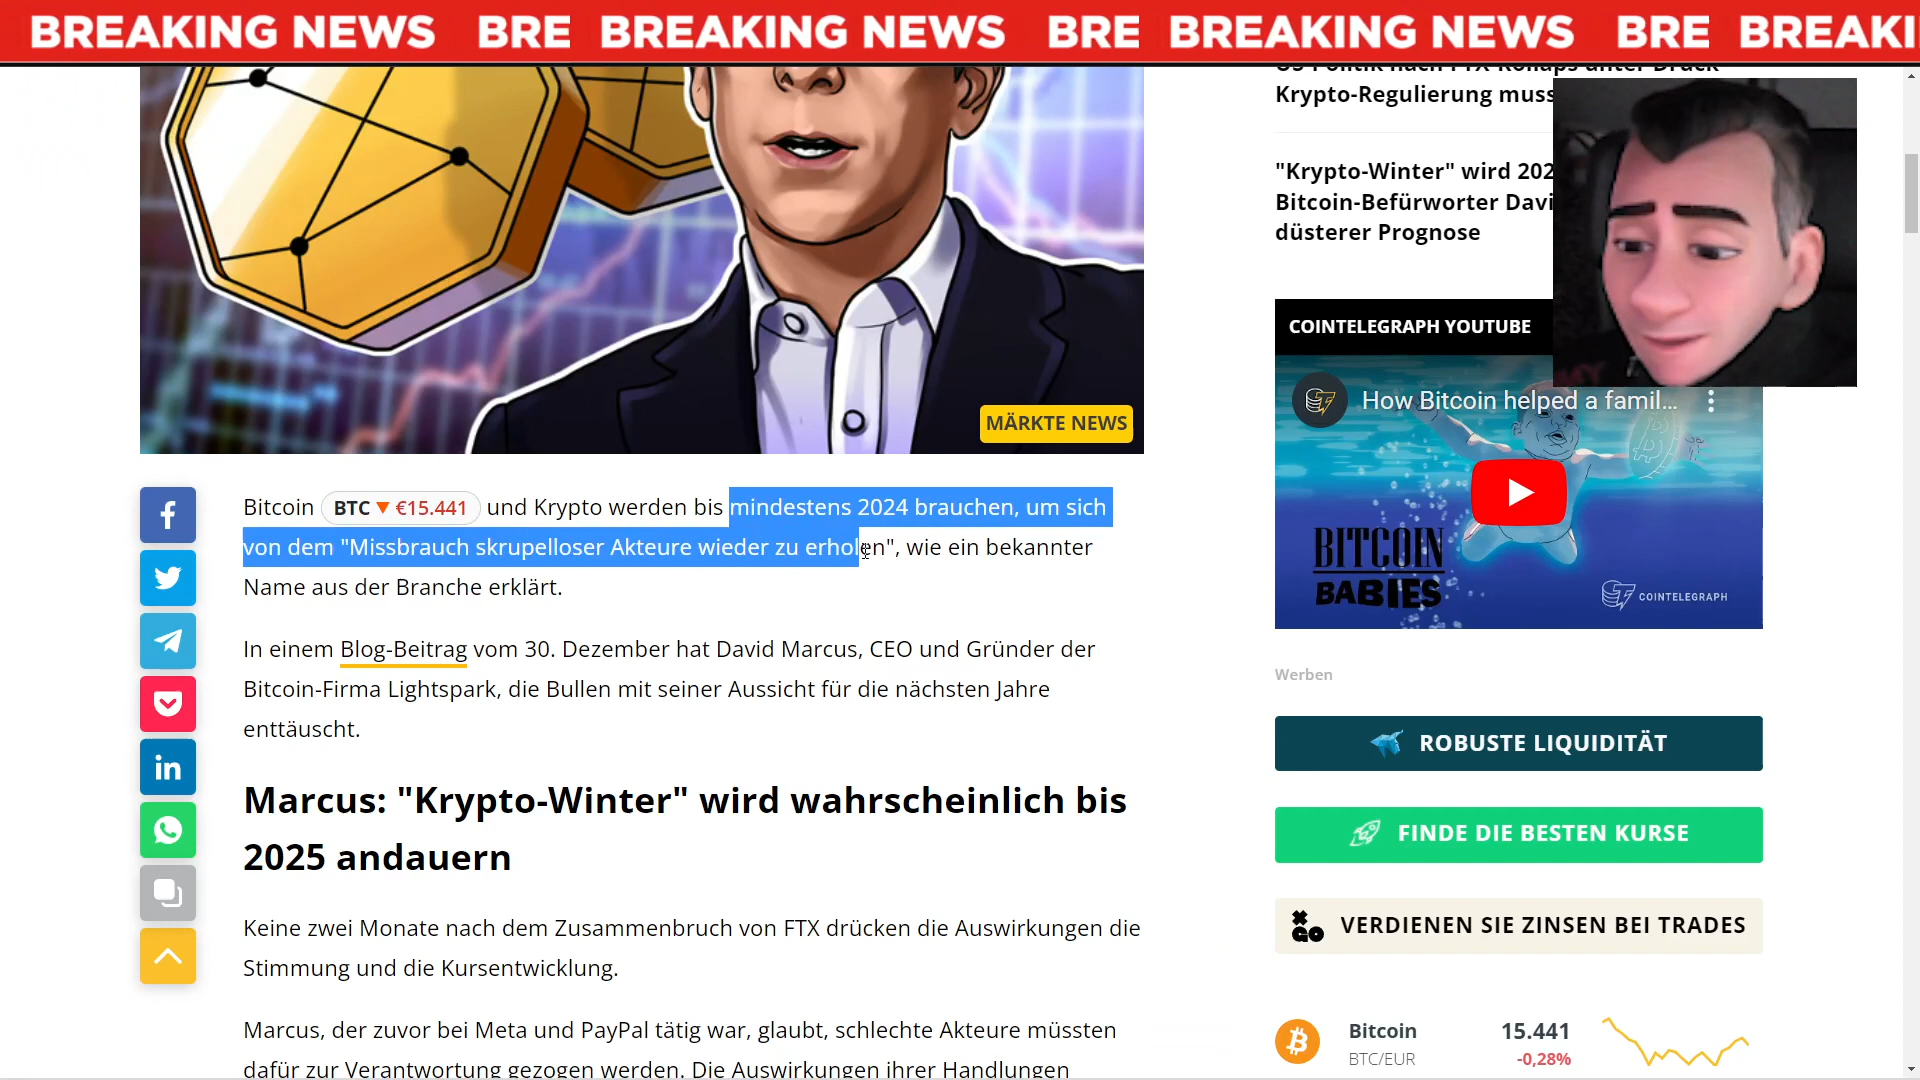 BREAKING NEWS BRE BREAKING NEWS BRE BREAKING NEWS BRE BREAKI
Krypto-Regulierung muss
"Krypto-Winter" wird 202
Bitcoin-Befürworter Davi
düsterer Prognose
COINTELEGRAPH YOUTUBE
How Bitcoin helped a famil...
BITCOIN
BABIES
COINTELEGRAPH
MÄRKTE NEWS
Bitcoin BTC ▼ €15.441 und Krypto werden bis mindestens 2024 brauchen, um sich
von dem "Missbrauch skrupelloser Akteure wieder zu erholen", wie ein bekannter
Name aus der Branche erklärt.
In einem Blog-Beitrag vom 30. Dezember hat David Marcus, CEO und Gründer der
Bitcoin-Firma Lightspark, die Bullen mit seiner Aussicht für die nächsten Jahre
enttäuscht.
Marcus: "Krypto-Winter" wird wahrscheinlich bis
2025 andauern
Keine zwei Monate nach dem Zusammenbruch von FTX drücken die Auswirkungen die
Stimmung und die Kursentwicklung.
Marcus, der zuvor bei Meta und PayPal tätig war, glaubt, schlechte Akteure müssten
dafür zur Verantwortung gezogen werden. Die Auswirkungen ihrer Handlungen
Werben
ROBUSTE LIQUIDITÄT
FINDE DIE BESTEN KURSE
VERDIENEN SIE ZINSEN BEI TRADES
Bitcoin 15.441
BTC/EUR -0,28%